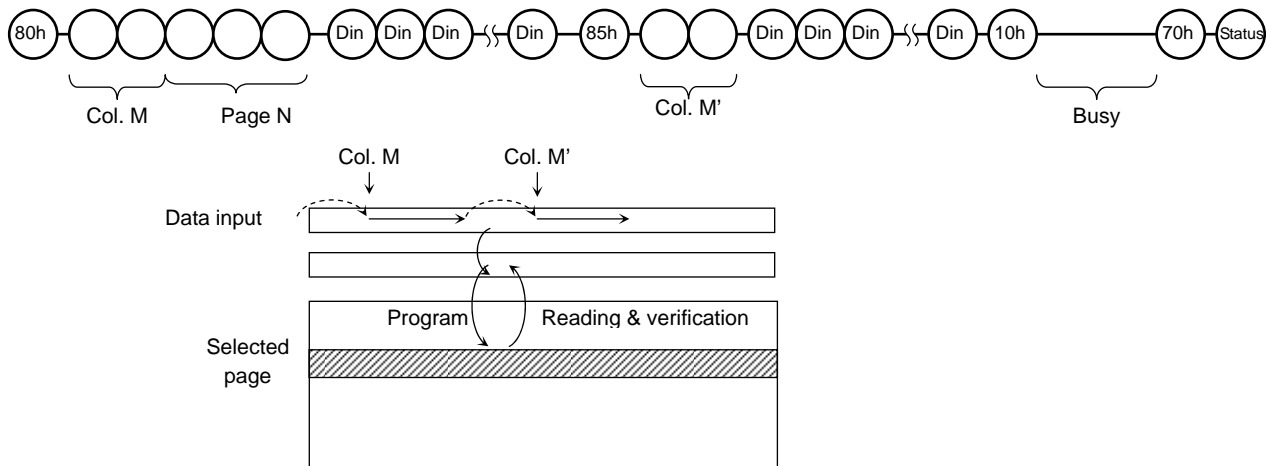 80h Din Din Din Din 85h Din Din Din Din 10h 70h Status
Col. M Page N Col. M’ Busy
Col. M Col. M’
Data input
Program Reading & verification
Selected
page